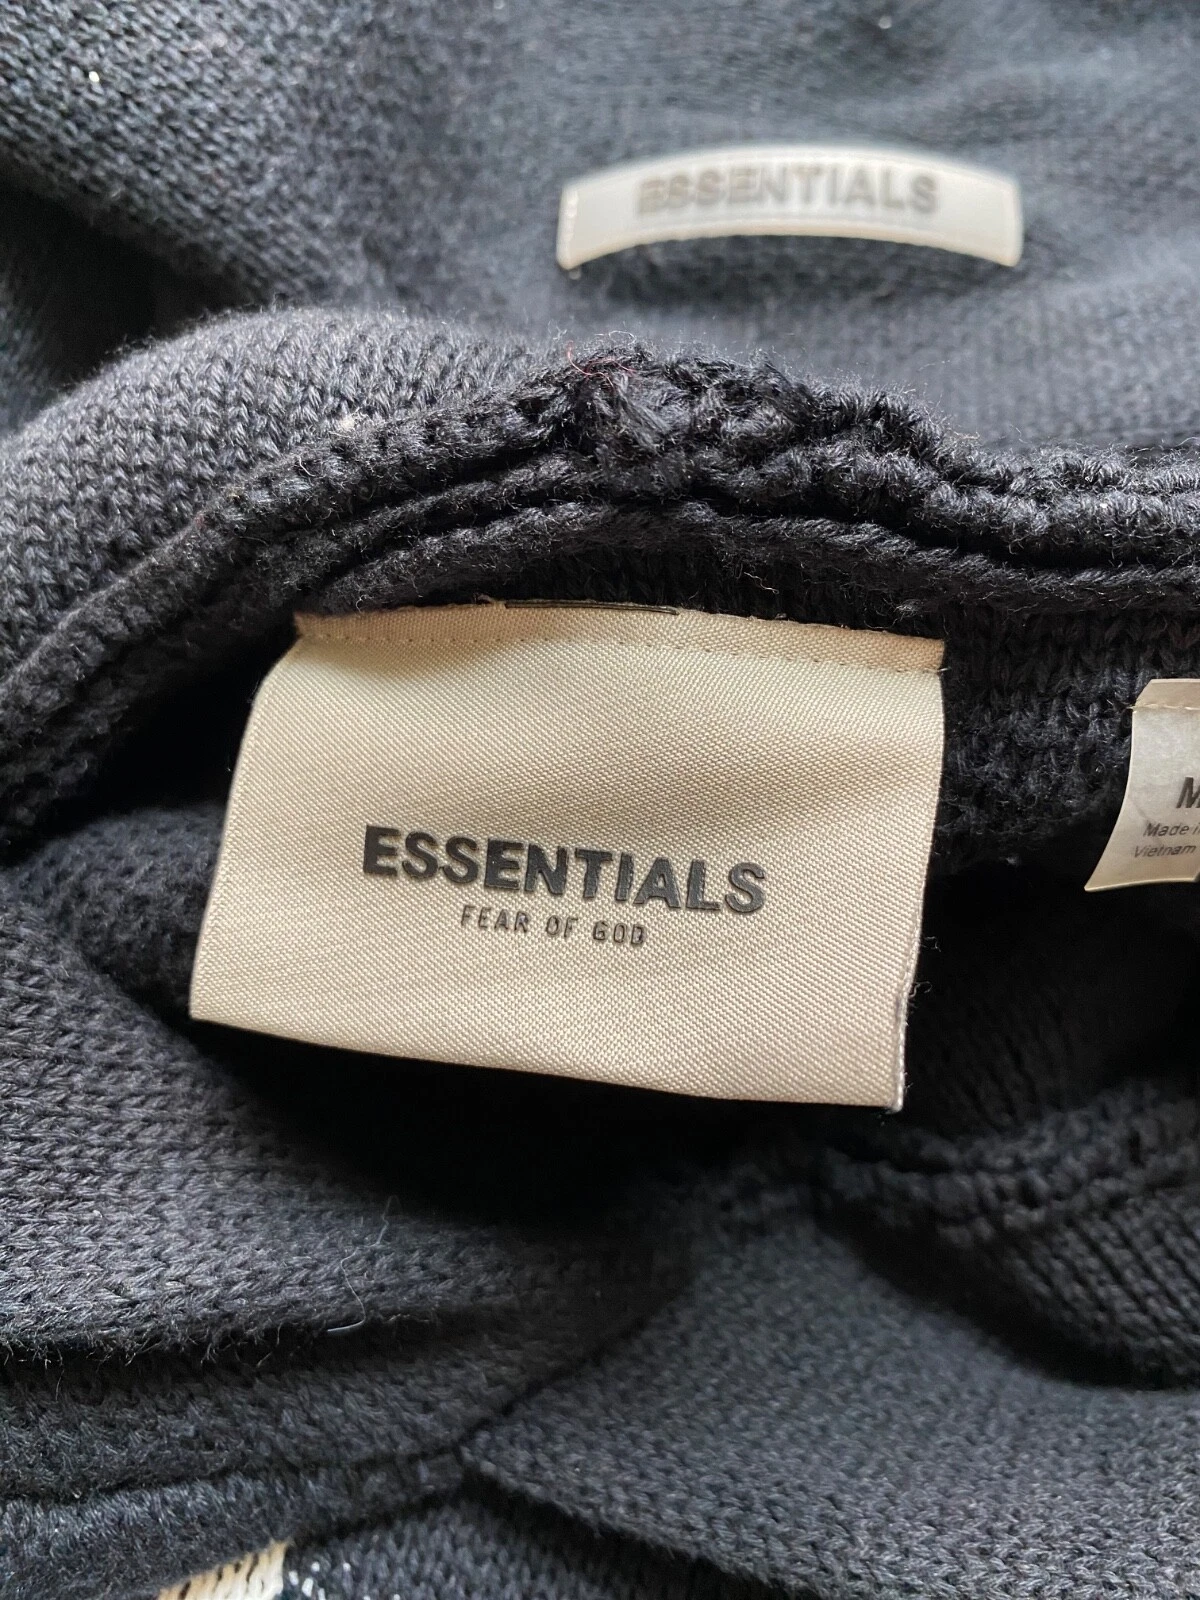 ESSENTIALS
ESSENTIALS
FEAR OF GOD
M
Made in
Vietnam